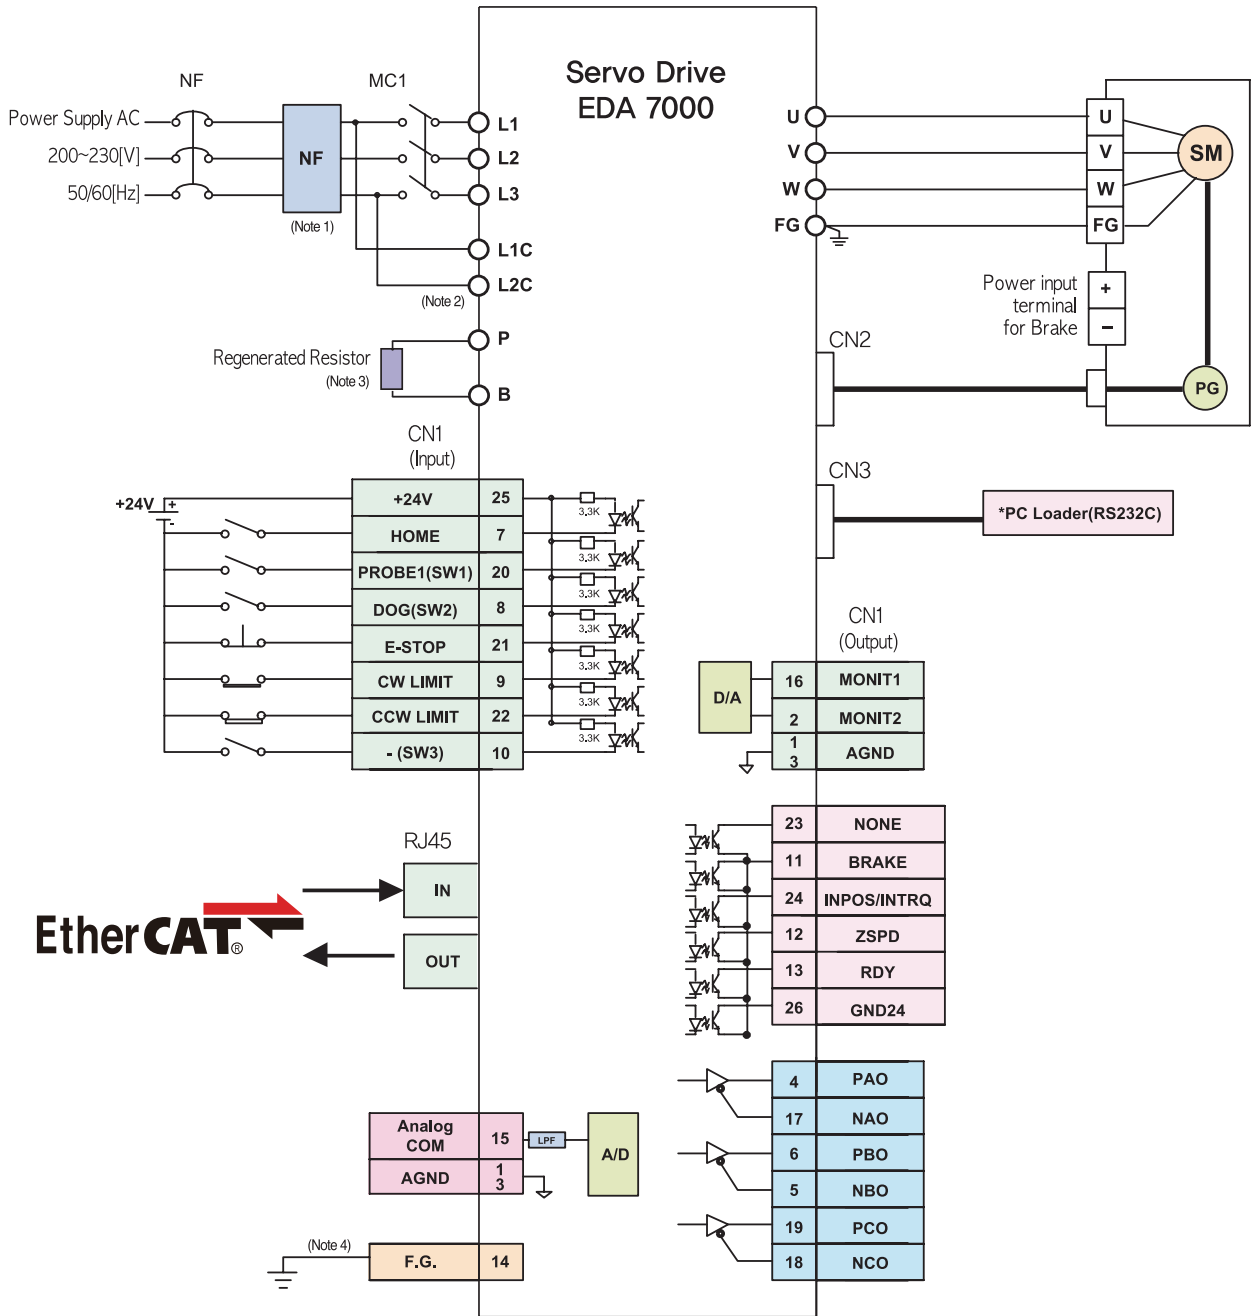 Servo Drive
EDA 7000
NF
MC1
Power Supply AC
200~230[V]
50/60[Hz]
NF
(Note 1)
L1
L2
L3
L1C
L2C
(Note 2)
P
Regenerated Resistor
(Note 3)
B
U
V
W
FG
U
V
W
FG
SM
Power input
terminal
for Brake
+
−
CN2
PG
CN3
*PC Loader(RS232C)
CN1
(Input)
+24V
+
-
+24V 25
3.3K
HOME 7
3.3K
PROBE1(SW1) 20
3.3K
DOG(SW2) 8
3.3K
E-STOP 21
3.3K
CW LIMIT 9
3.3K
CCW LIMIT 22
3.3K
- (SW3) 10
CN1
(Output)
D/A
16 MONIT1
2 MONIT2
1
3
AGND
23 NONE
11 BRAKE
24 INPOS/INTRQ
12 ZSPD
13 RDY
26 GND24
RJ45
IN
OUT
EtherCAT®
4 PAO
17 NAO
6 PBO
5 NBO
19 PCO
18 NCO
Analog
COM
15
LPF
A/D
AGND
1
3
(Note 4)
F.G. 14